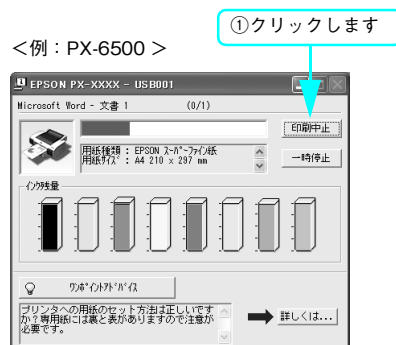 ①クリックします
<例：PX-6500 >
EPSON PX-XXXX - USB001
Microsoft Word - 文書 1 (0/1)
印刷中止
用紙種類 : EPSON ｽｰﾊﾟｰﾌｧｲﾝ紙
用紙ｻｲｽﾞ : A4 210 x 297 mm
一時停止
ｲﾝｸ残量
ﾜﾝﾎﾟｲﾝﾄｱﾄﾞﾊﾞｲｽ
プリンタへの用紙のセット方法は正しいです
か？専用紙には裏と表がありますので注意が
必要です。
詳しくは...